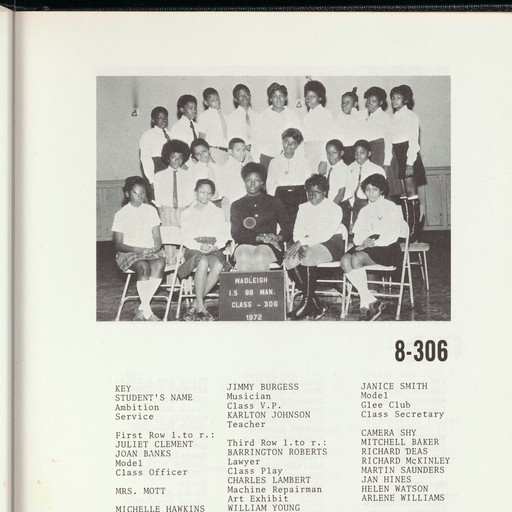 WADLEIGH
I.S 88 MAN.
CLASS - 306
1972
8-306
KEY
STUDENT'S NAME
Ambition
Service
First Row l.to r.:
JULIET CLEMENT
JOAN BANKS
Model
Class Officer
MRS. MOTT
MICHELLE HAWKINS
JIMMY BURGESS
Musician
Class V.P.
KARLTON JOHNSON
Teacher
Third Row l.to r.:
BARRINGTON ROBERTS
Lawyer
Class Play
CHARLES LAMBERT
Machine Repairman
Art Exhibit
WILLIAM YOUNG
JANICE SMITH
Model
Glee Club
Class Secretary
CAMERA SHY
MITCHELL BAKER
RICHARD DEAS
RICHARD McKINLEY
MARTIN SAUNDERS
JAN HINES
HELEN WATSON
ARLENE WILLIAMS